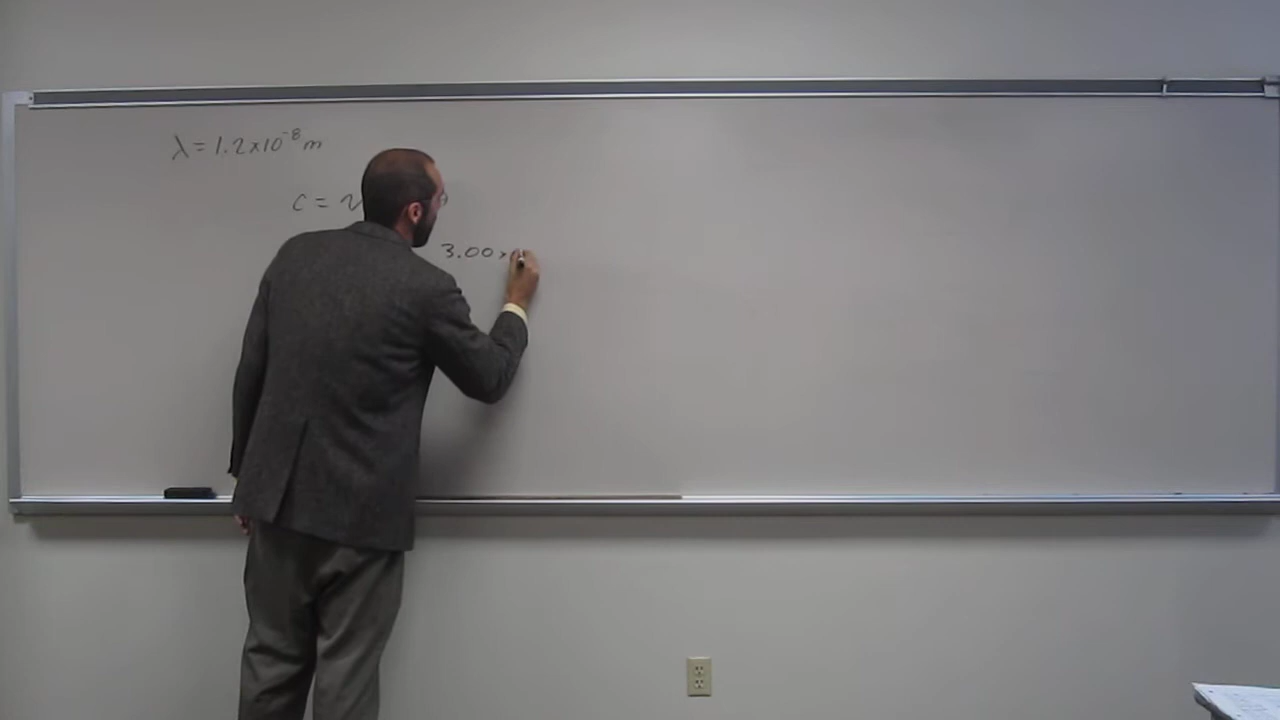 λ = 1.2x10⁻⁸ m
c = ν
3.00 x